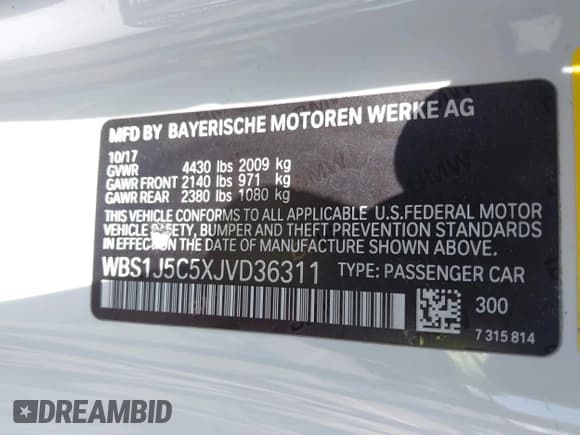 MFD BY BAYERISCHE MOTOREN WERKE AG
10/17
GVWR 4430 lbs 2009 kg
GAWR FRONT 2140 lbs 971 kg
GAWR REAR 2380 lbs 1080 kg
THIS VEHICLE CONFORMS TO ALL APPLICABLE U.S.FEDERAL MOTOR
VEHICLE SAFETY, BUMPER AND THEFT PREVENTION STANDARDS
IN EFFECT ON THE DATE OF MANUFACTURE SHOWN ABOVE.
WBS1J5C5XJVD36311 TYPE: PASSENGER CAR
300
7 315 814
DREAMBID